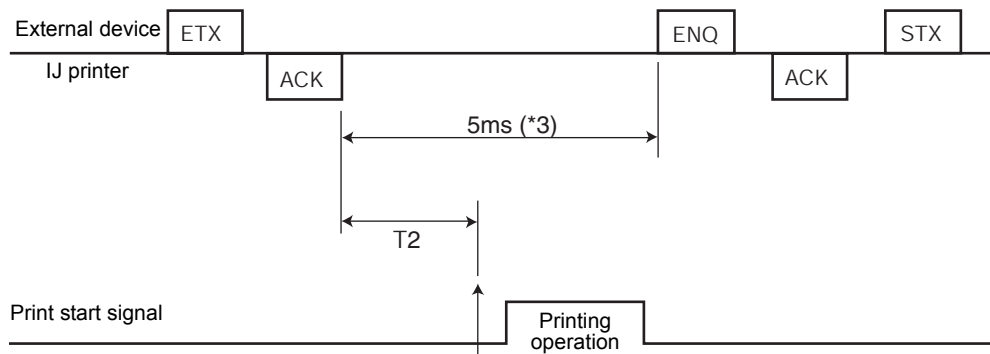 External device
ETX
ENQ
STX
IJ printer
ACK
ACK
5ms (*3)
T2
Print start signal
Printing
operation